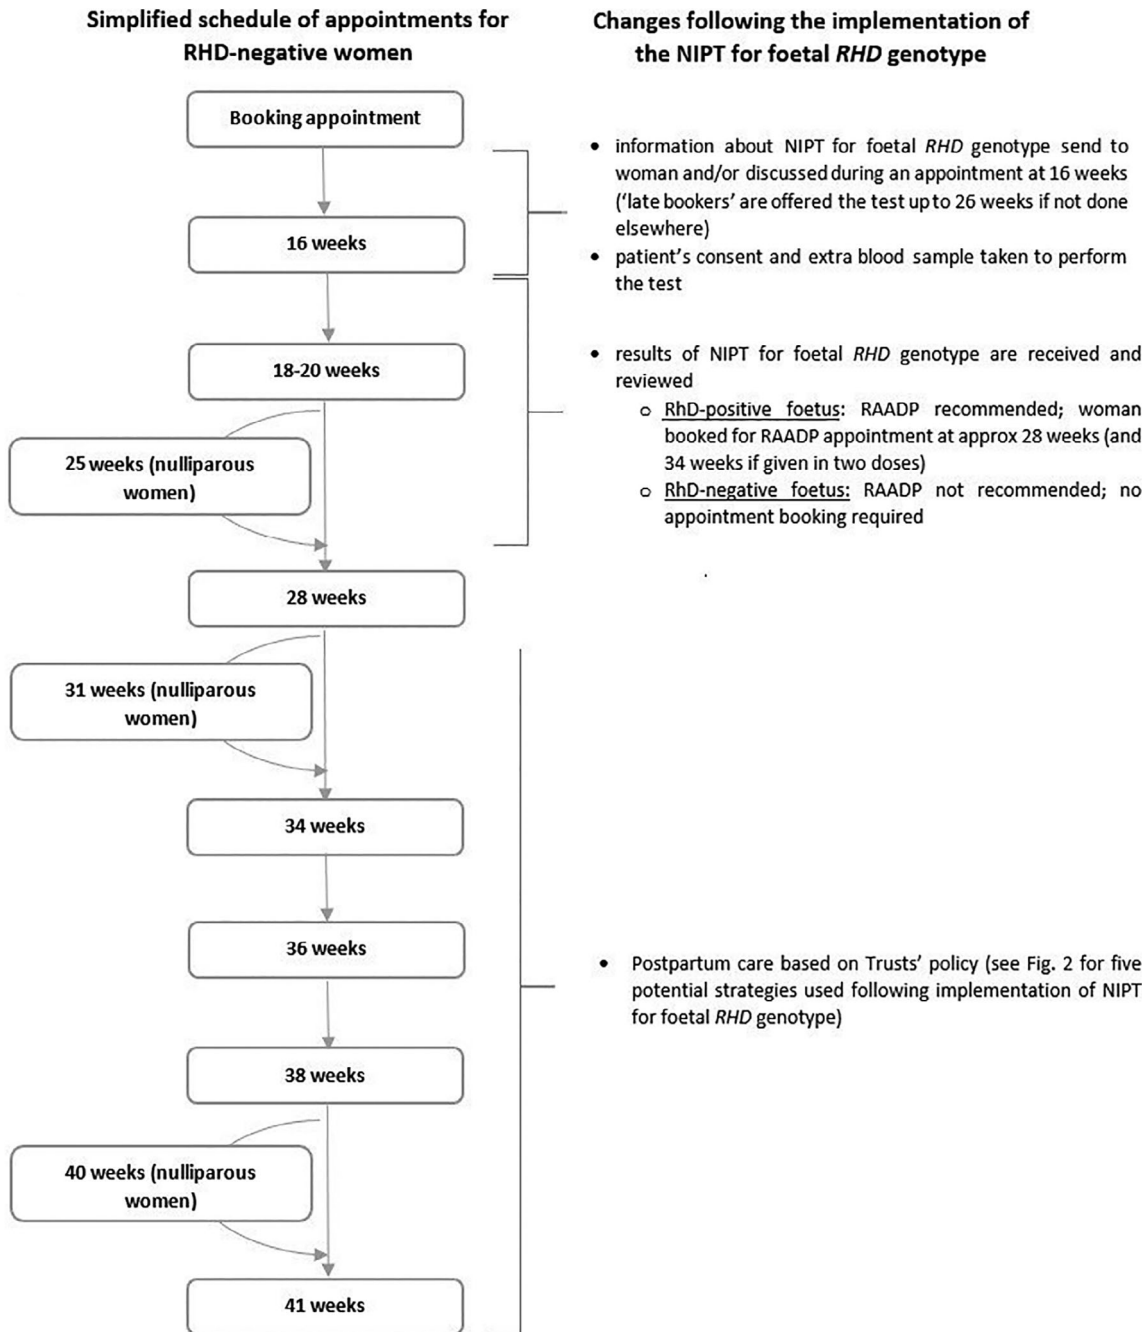 Simplified schedule of appointments for
RHD-negative women
Changes following the implementation of
the NIPT for foetal RHD genotype
Booking appointment
16 weeks
18-20 weeks
25 weeks (nulliparous
women)
28 weeks
31 weeks (nulliparous
women)
34 weeks
36 weeks
38 weeks
40 weeks (nulliparous
women)
41 weeks
• information about NIPT for foetal RHD genotype send to
woman and/or discussed during an appointment at 16 weeks
(‘late bookers’ are offered the test up to 26 weeks if not done
elsewhere)
• patient’s consent and extra blood sample taken to perform
the test
• results of NIPT for foetal RHD genotype are received and
reviewed
o RhD-positive foetus: RAADP recommended; woman
booked for RAADP appointment at approx 28 weeks (and
34 weeks if given in two doses)
o RhD-negative foetus: RAADP not recommended; no
appointment booking required
• Postpartum care based on Trusts’ policy (see Fig. 2 for five
potential strategies used following implementation of NIPT
for foetal RHD genotype)